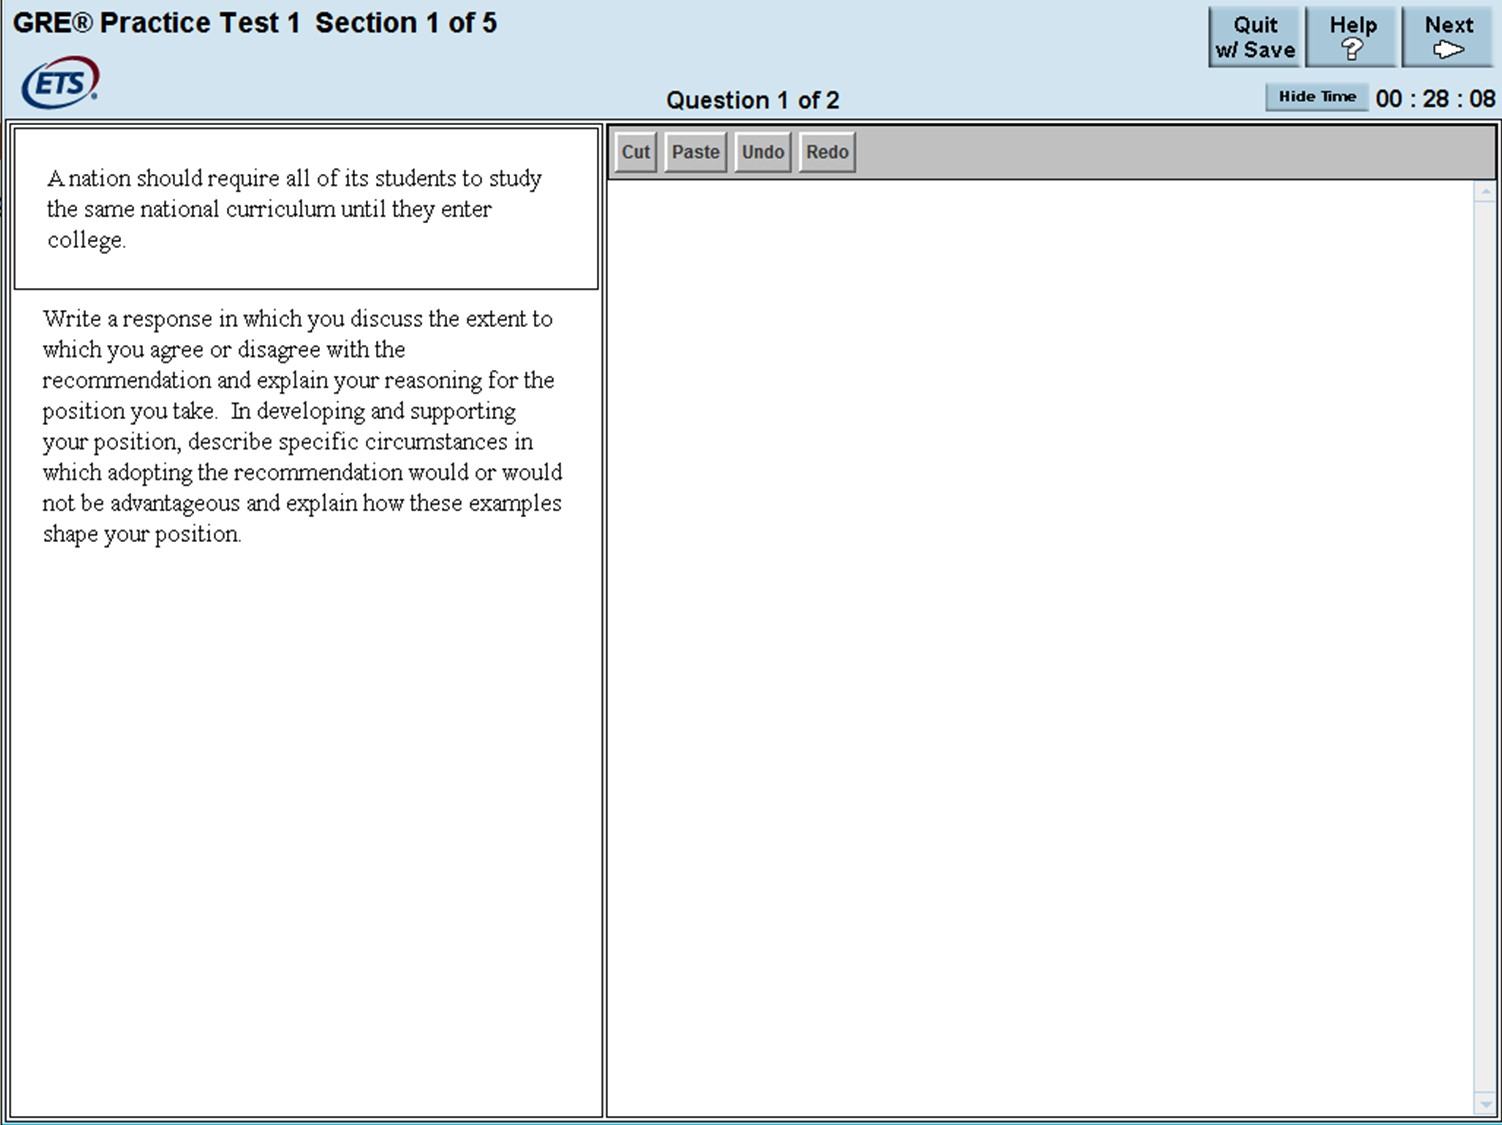 GRE® Practice Test 1 Section 1 of 5
Quit
w/ Save
Help
?
Next
ETS®
Question 1 of 2
Hide Time 00 : 28 : 08
Cut Paste Undo Redo
A nation should require all of its students to study
the same national curriculum until they enter
college.
Write a response in which you discuss the extent to
which you agree or disagree with the
recommendation and explain your reasoning for the
position you take. In developing and supporting
your position, describe specific circumstances in
which adopting the recommendation would or would
not be advantageous and explain how these examples
shape your position.